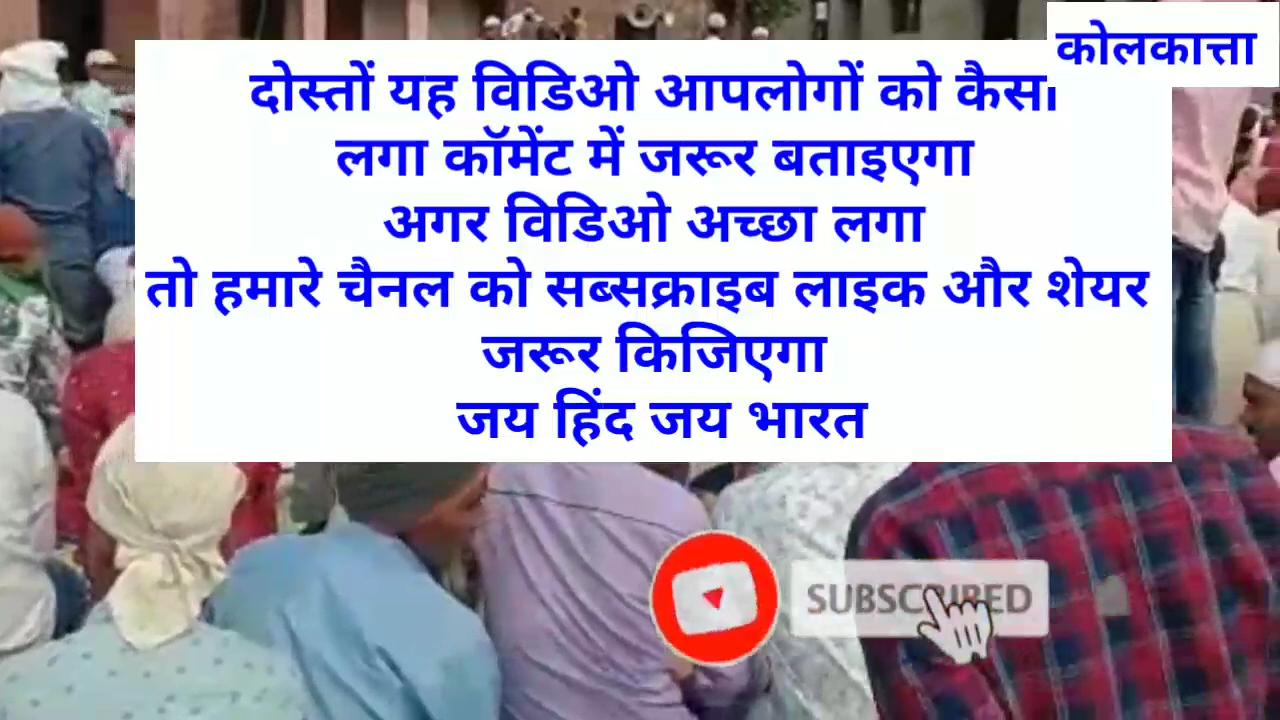 कोलकात्ता
दोस्तों यह विडिओ आपलोगों को कैसा
लगा कॉमेंट में जरूर बताइएगा
अगर विडिओ अच्छा लगा
तो हमारे चैनल को सब्सक्राइब लाइक और शेयर
जरूर किजिएगा
जय हिंद जय भारत
SUBSCRIBED